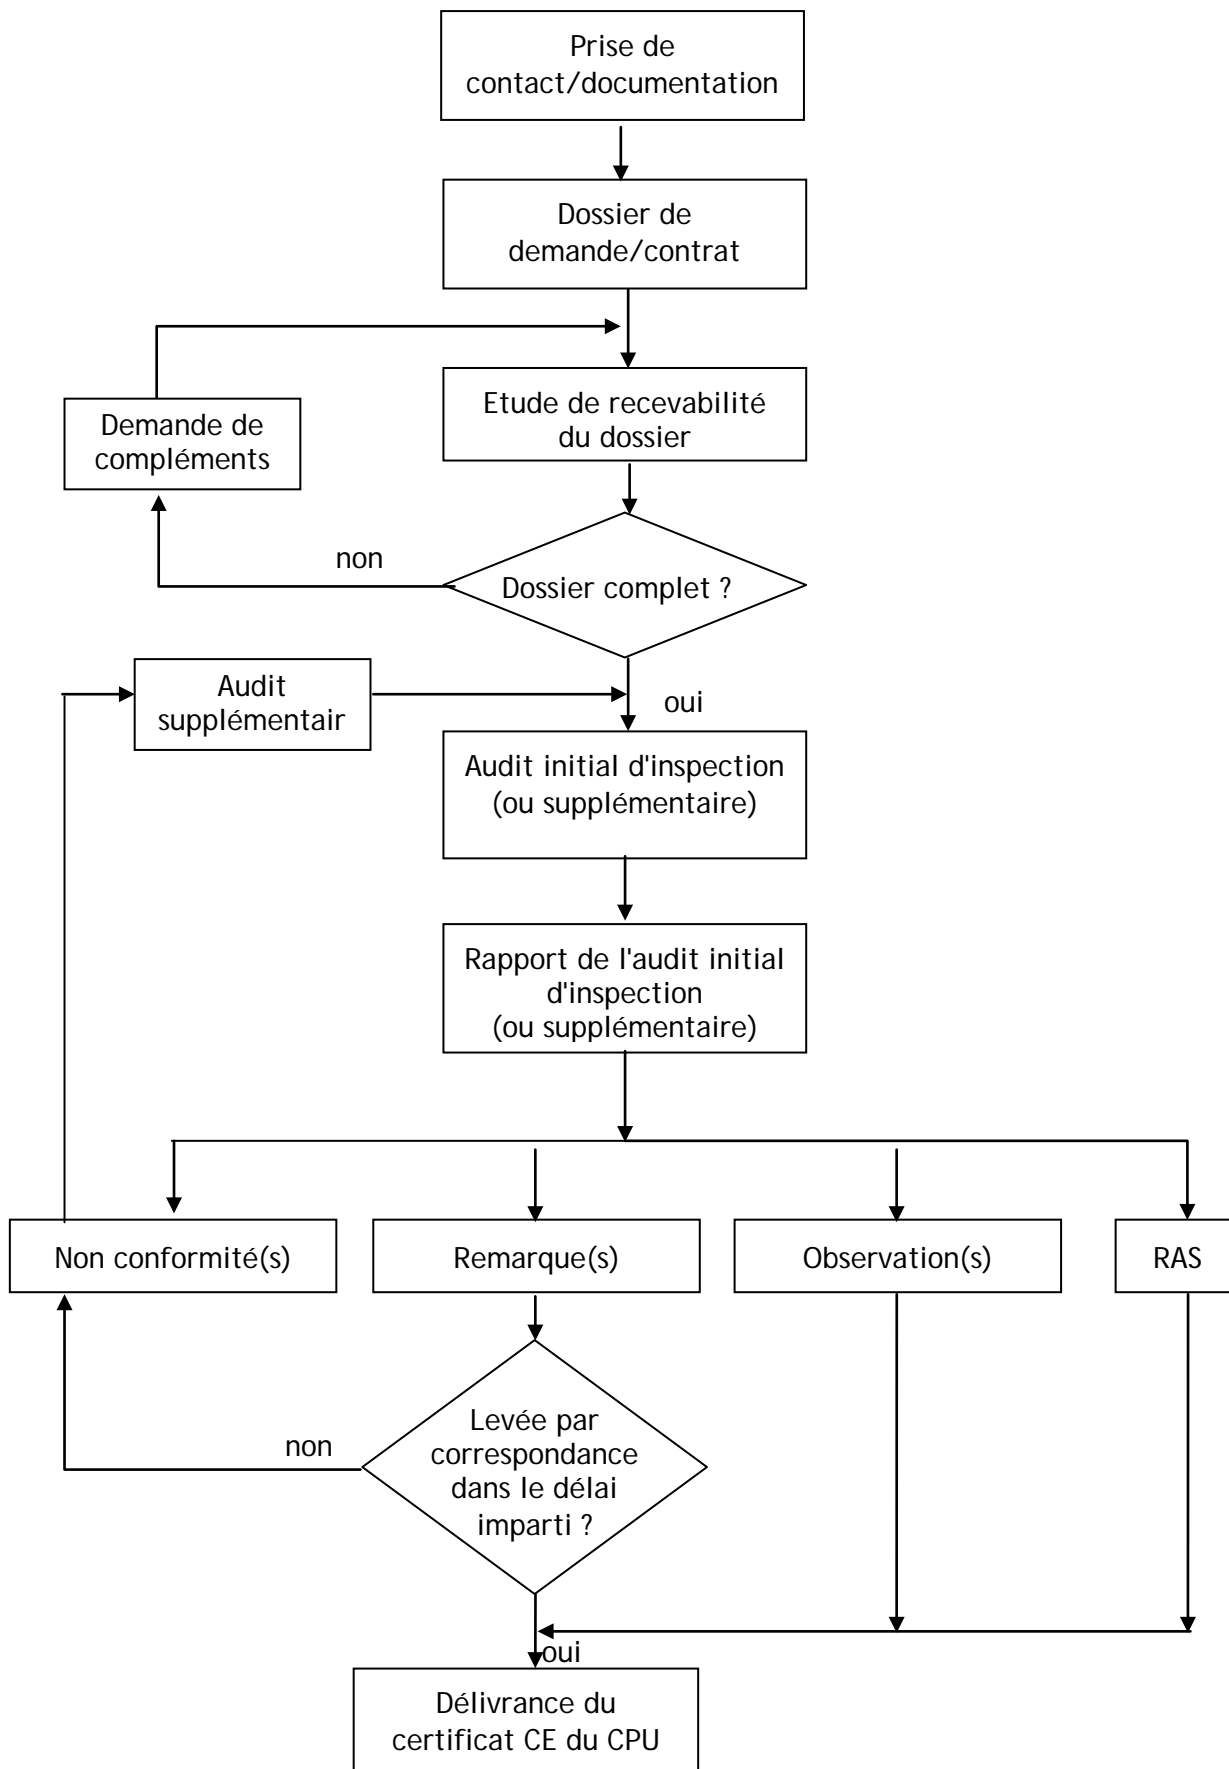 Prise de
contact/documentation
Dossier de
demande/contrat
Etude de recevabilité
du dossier
Demande de
compléments
non
Dossier complet ?
Audit
supplémentair
oui
Audit initial d'inspection
(ou supplémentaire)
Rapport de l'audit initial
d'inspection
(ou supplémentaire)
Non conformité(s)
Remarque(s)
Observation(s)
RAS
Levée par
correspondance
dans le délai
imparti ?
non
oui
Délivrance du
certificat CE du CPU